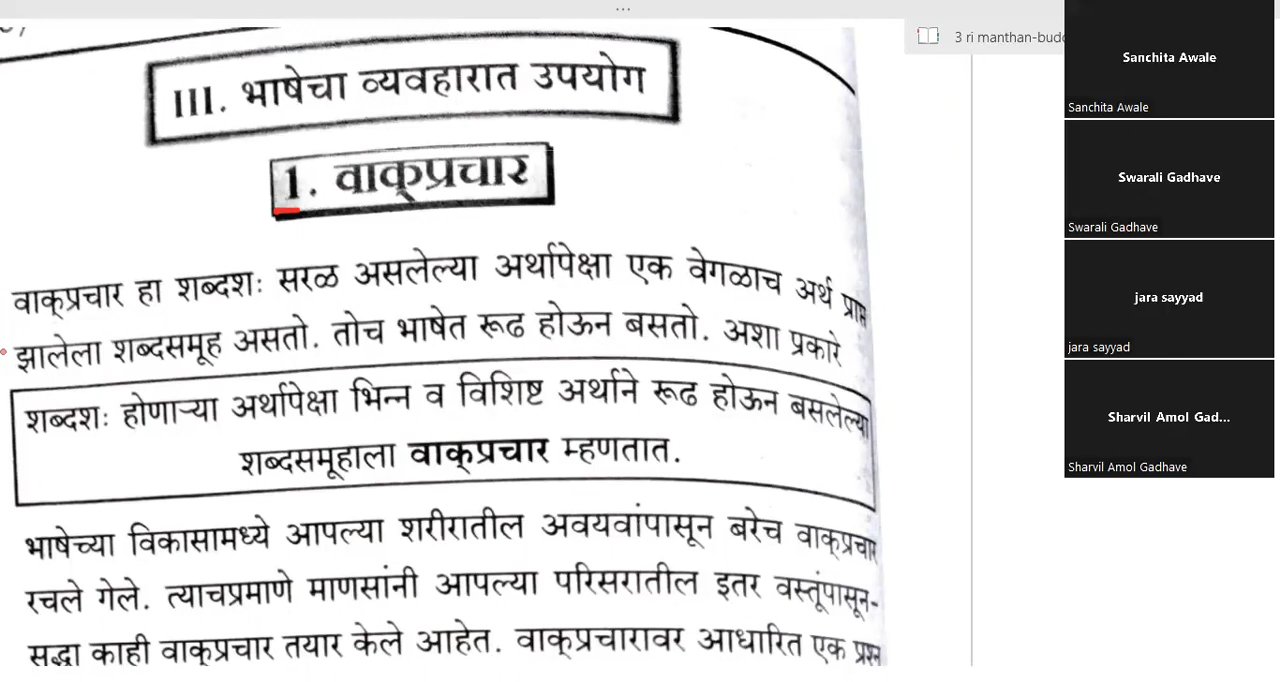 3 ri manthan-budd
III. भाषेचा व्यवहारात उपयोग
1. वाक्प्रचार
वाक्प्रचार हा शब्दशः सरळ असलेल्या अर्थापेक्षा एक वेगळाच अर्थ प्राप्त
झालेला शब्दसमूह असतो. तोच भाषेत रूढ होऊन बसतो. अशा प्रकारे
शब्दशः होणाऱ्या अर्थापेक्षा भिन्न व विशिष्ट अर्थाने रूढ होऊन बसलेल्या
शब्दसमूहाला वाक्प्रचार म्हणतात.
भाषेच्या विकासामध्ये आपल्या शरीरातील अवयवांपासून बरेच वाक्प्रचार
रचले गेले. त्याचप्रमाणे माणसांनी आपल्या परिसरातील इतर वस्तूंपासून-
सुद्धा काही वाक्प्रचार तयार केले आहेत. वाक्प्रचारावर आधारित एक प्रश्न
Sanchita Awale
Sanchita Awale
Swarali Gadhave
Swarali Gadhave
jara sayyad
jara sayyad
Sharvil Amol Gad...
Sharvil Amol Gadhave